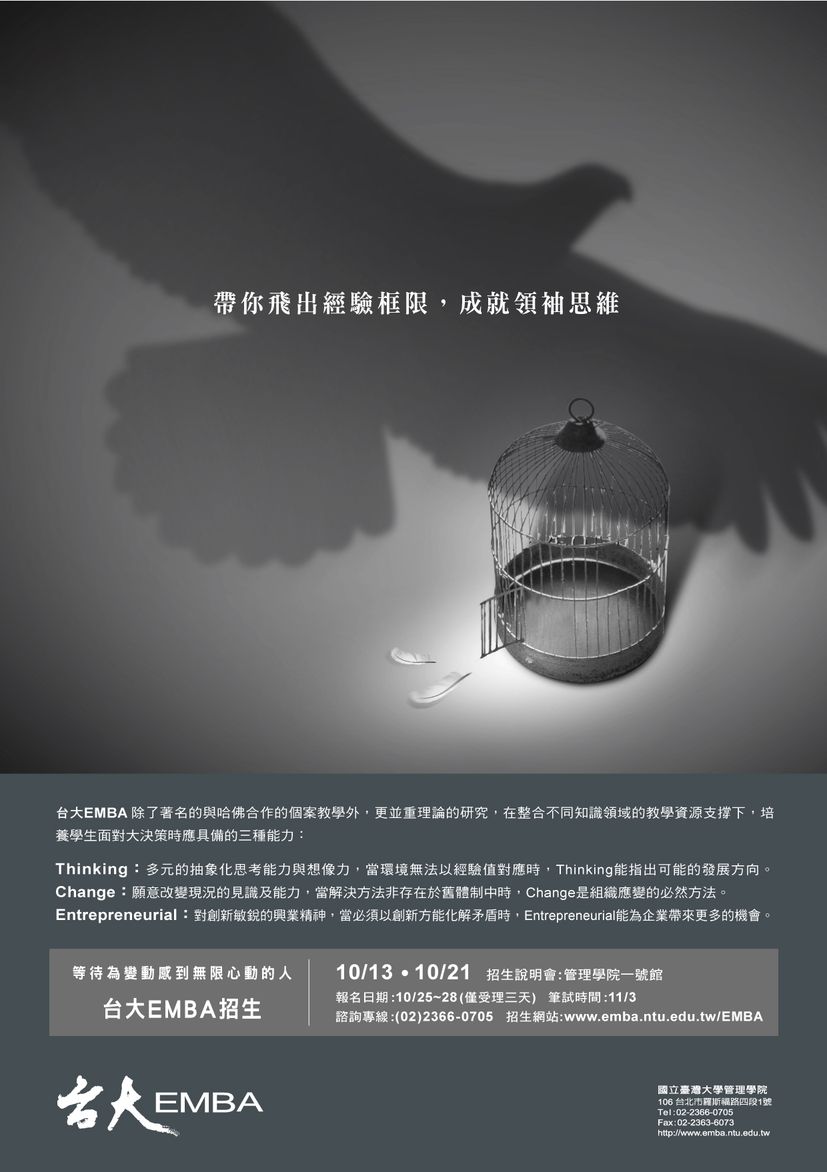 帶你飛出經驗框限，成就領袖思維
台大EMBA 除了著名的與哈佛合作的個案教學外，更並重理論的研究，在整合不同知識領域的教學資源支撐下，培
養學生面對大決策時應具備的三種能力：
Thinking：多元的抽象化思考能力與想像力，當環境無法以經驗值對應時，Thinking能指出可能的發展方向。
Change：願意改變現況的見識及能力，當解決方法非存在於舊體制中時，Change是組織應變的必然方法。
Entrepreneurial：對創新敏銳的興業精神，當必須以創新方能化解矛盾時，Entrepreneurial能為企業帶來更多的機會。
等待為變動感到無限心動的人
台大EMBA招生
10/13 • 10/21 招生說明會:管理學院一號館
報名日期:10/25~28(僅受理三天) 筆試時間:11/3
諮詢專線:(02)2366-0705 招生網站:www.emba.ntu.edu.tw/EMBA
台大EMBA
國立臺灣大學管理學院
106 台北市羅斯福路四段1號
Tel:02-2366-0705
Fax:02-2363-6073
http://www.emba.ntu.edu.tw